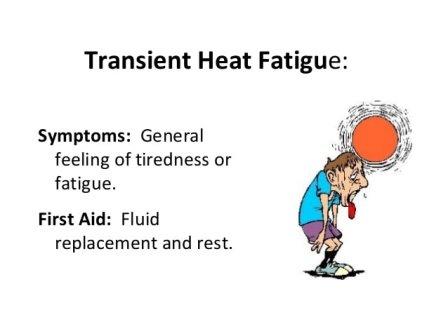 Transient Heat Fatigue:
Symptoms: General
feeling of tiredness or
fatigue.
First Aid: Fluid
replacement and rest.